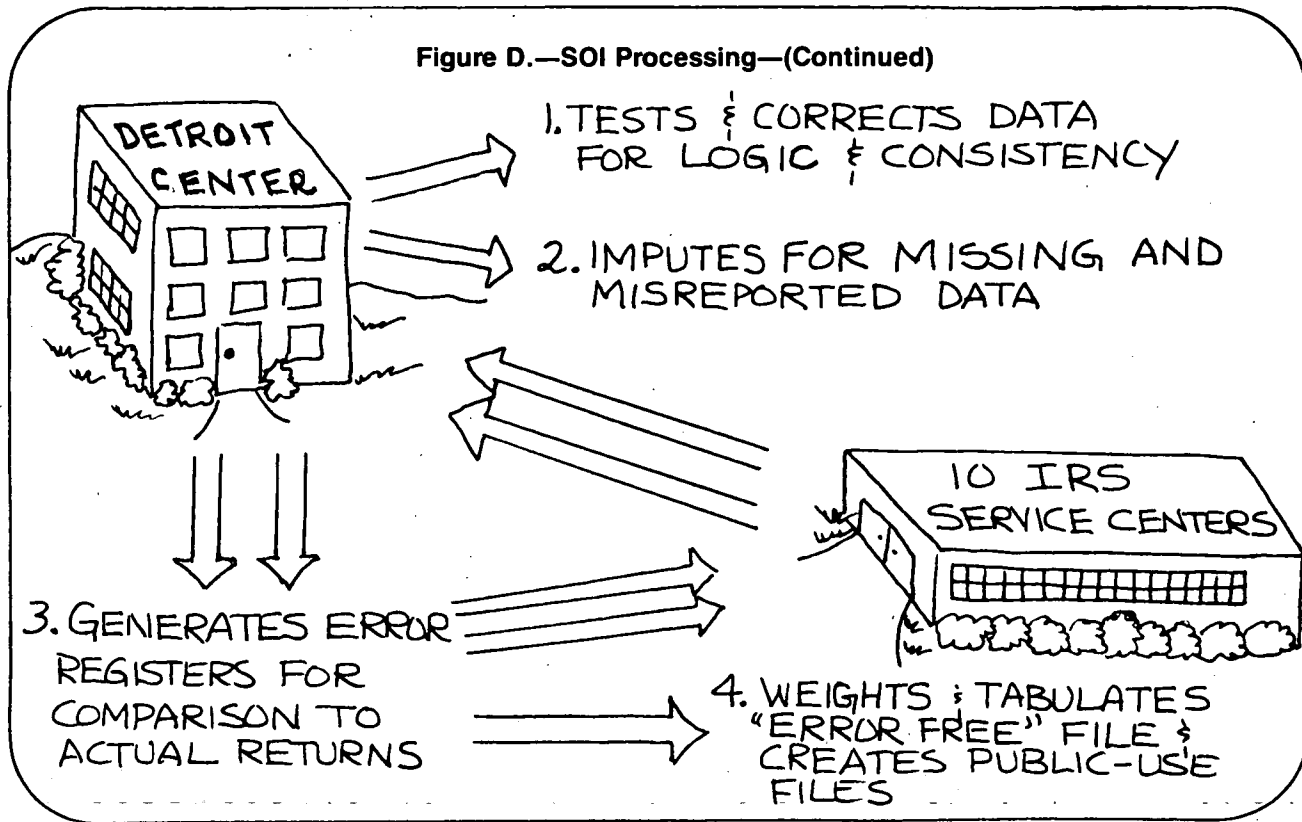 Figure D.—SOI Processing—(Continued)
DETROIT
CENTER
1. TESTS & CORRECTS DATA
FOR LOGIC & CONSISTENCY
2. IMPUTES FOR MISSING AND
MISREPORTED DATA
10 IRS
SERVICE CENTERS
3. GENERATES ERROR
REGISTERS FOR
COMPARISON TO
ACTUAL RETURNS
4. WEIGHTS & TABULATES
"ERROR FREE" FILE &
CREATES PUBLIC-USE
FILES